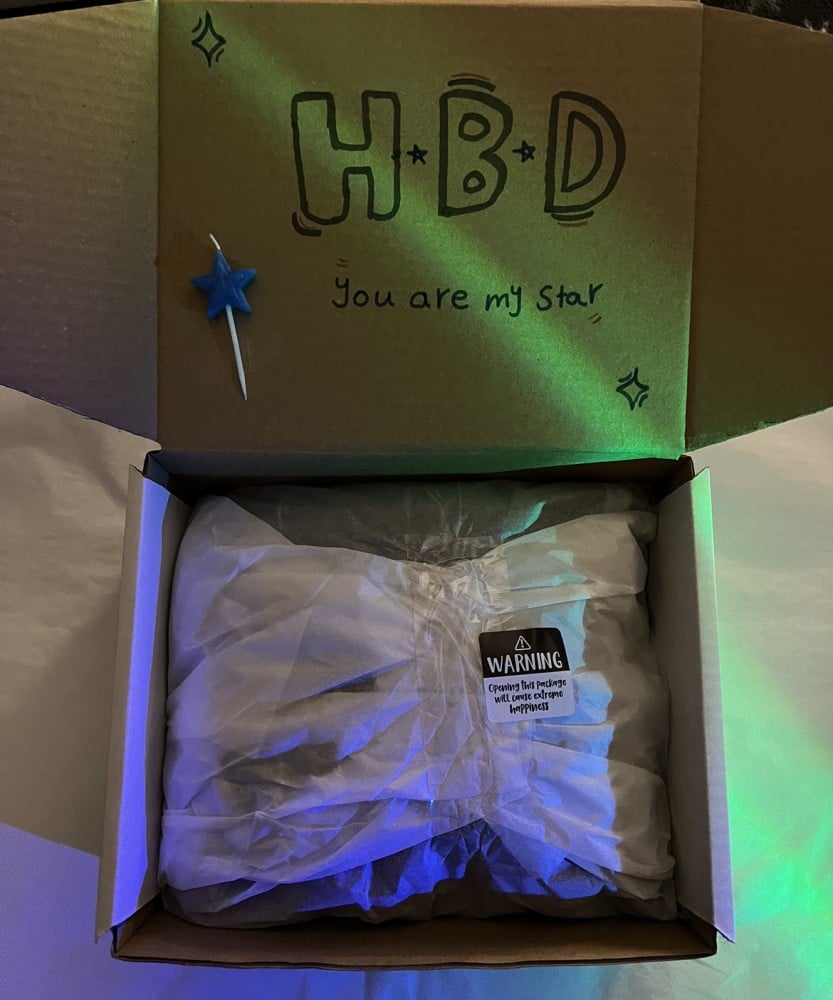 H★B★D
You are my star
WARNING
Opening this package
will cause extreme
happiness